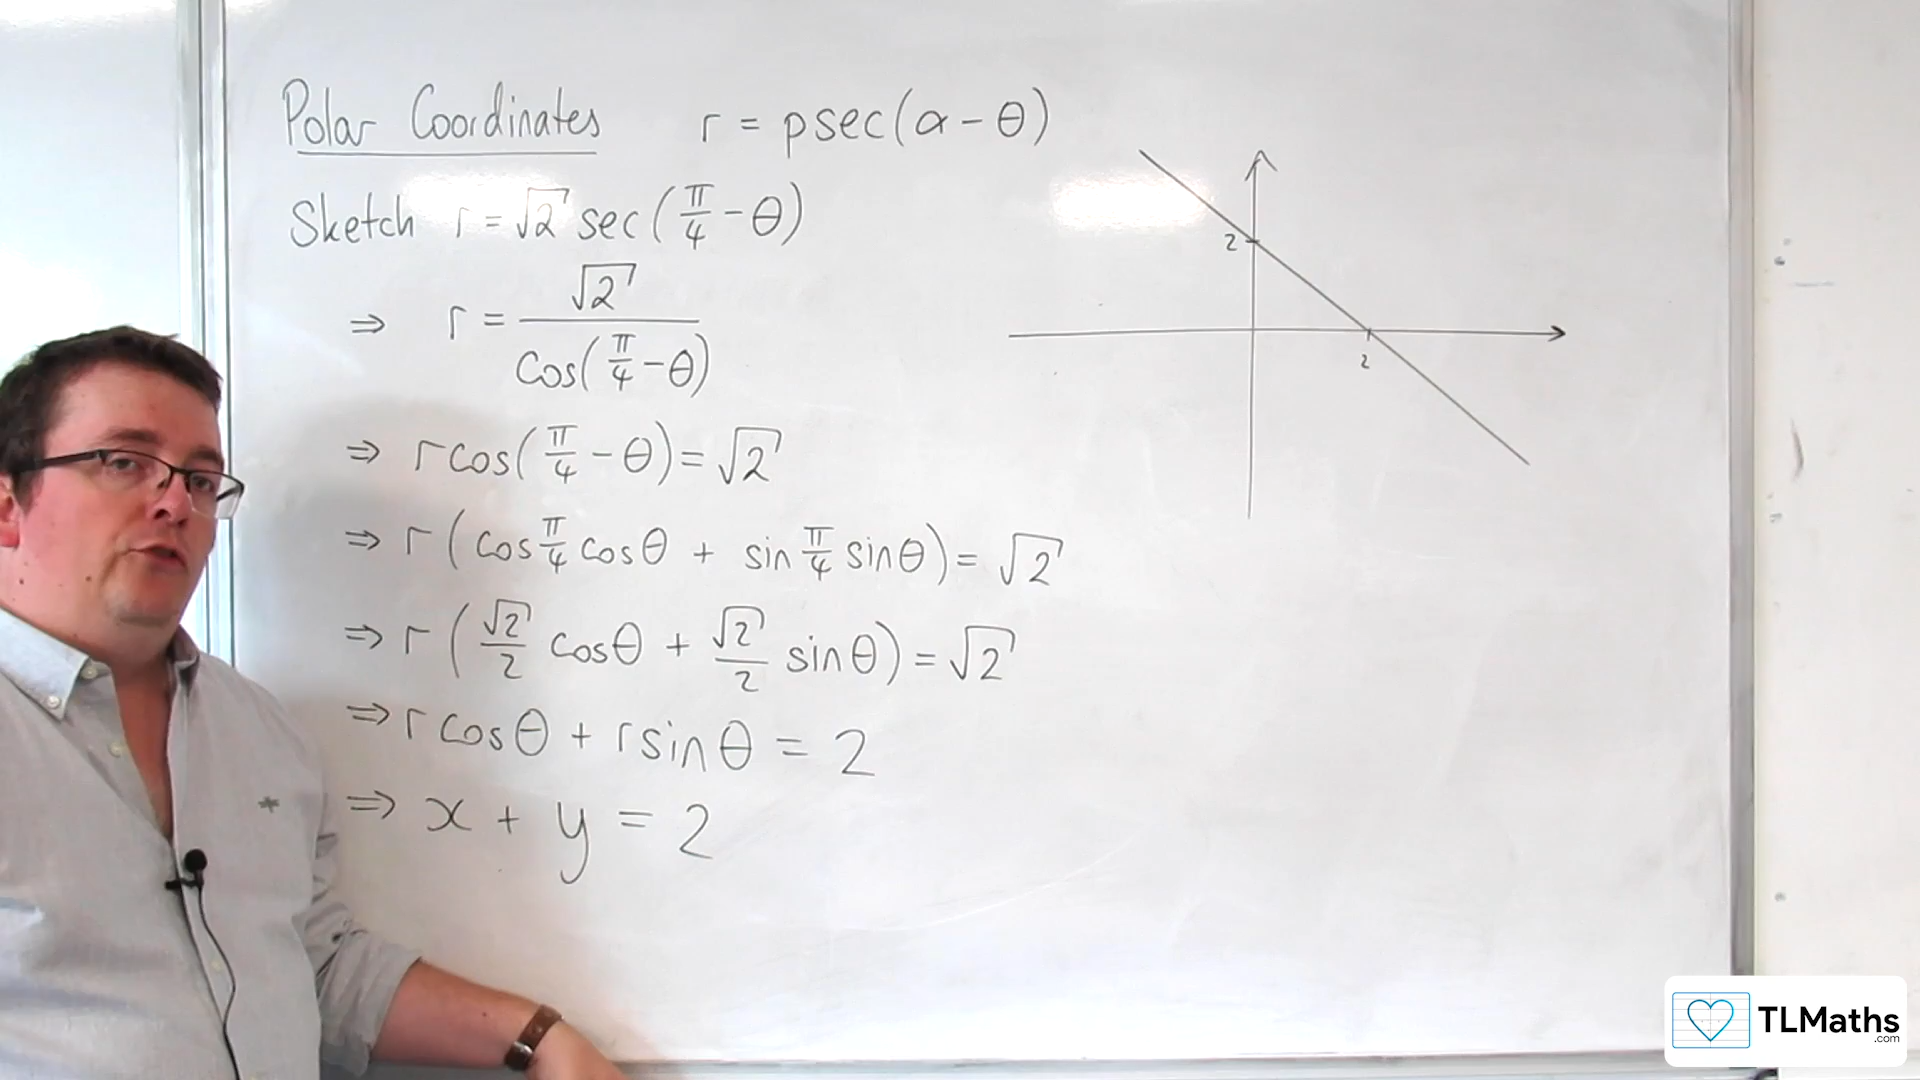 Polar Coordinates r = p sec(α − θ)
Sketch r = √2 sec(π/4 − θ)
⇒ r = √2 / cos(π/4 − θ)
⇒ r cos(π/4 − θ) = √2
⇒ r (cos π/4 cos θ + sin π/4 sin θ) = √2
⇒ r (√2/2 cos θ + √2/2 sin θ) = √2
⇒ r cos θ + r sin θ = 2
⇒ x + y = 2
2
2
TLMaths
.com